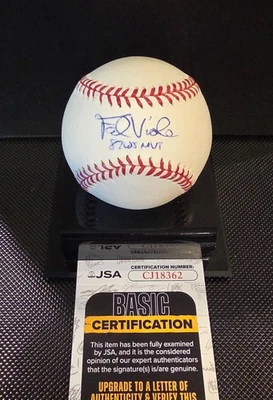 Frank Viola
87 WS MVP
JSA
CERTIFICATION NUMBER:
CJ18362
BASIC
CERTIFICATION
This item has been fully examined
by JSA, and it is the considered
opinion of our expert authenticators
that the signature(s) is/are genuine.
UPGRADE TO A LETTER OF
AUTHENTICITY & VERIFY THIS